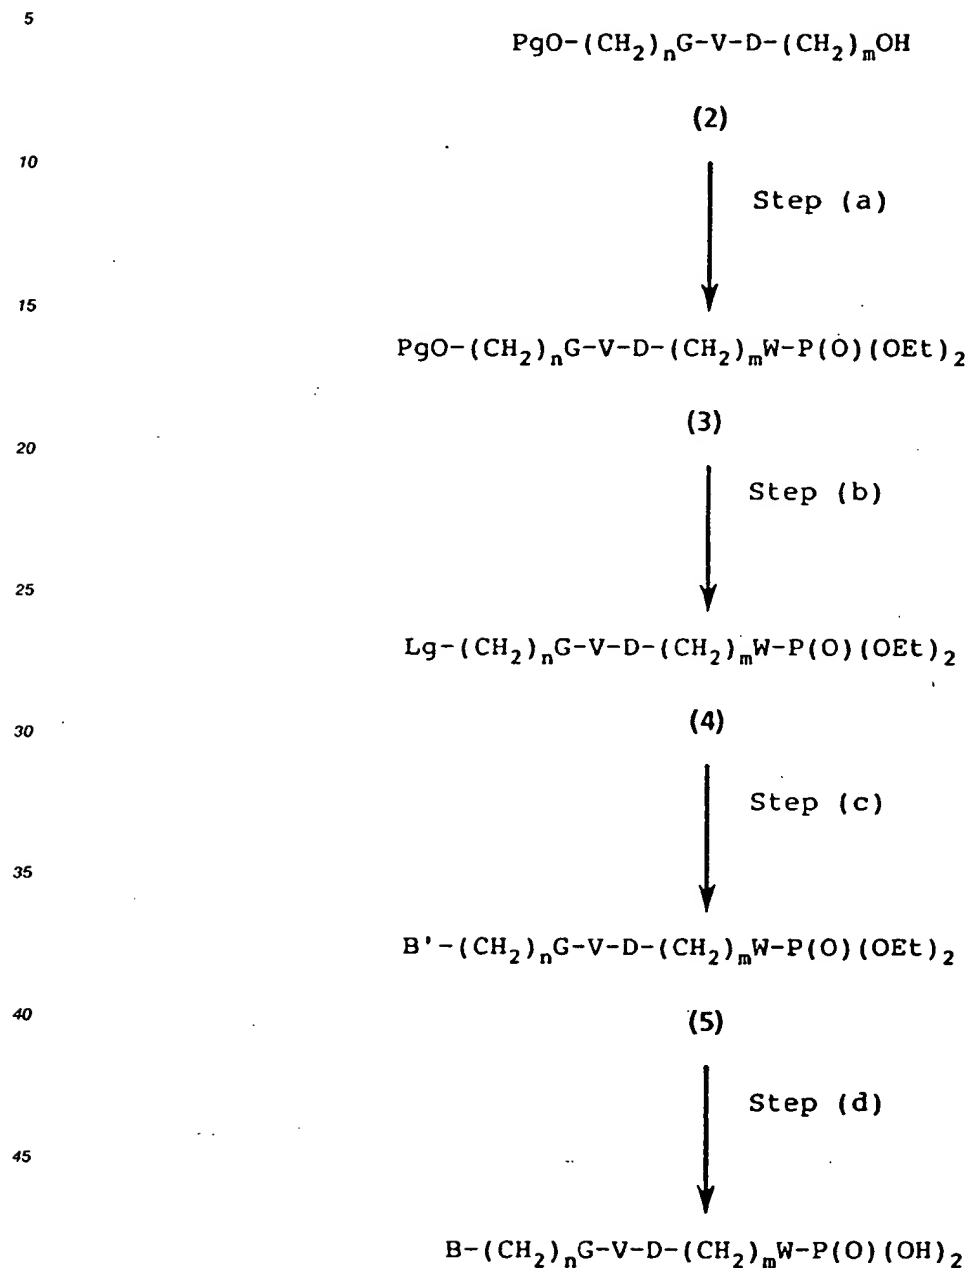 5
PgO-(CH2)nG-V-D-(CH2)mOH
(2)
10
Step (a)
15
PgO-(CH2)nG-V-D-(CH2)mW-P(O)(OEt)2
(3)
20
Step (b)
25
Lg-(CH2)nG-V-D-(CH2)mW-P(O)(OEt)2
(4)
30
Step (c)
35
B'-(CH2)nG-V-D-(CH2)mW-P(O)(OEt)2
(5)
40
Step (d)
45
B-(CH2)nG-V-D-(CH2)mW-P(O)(OH)2